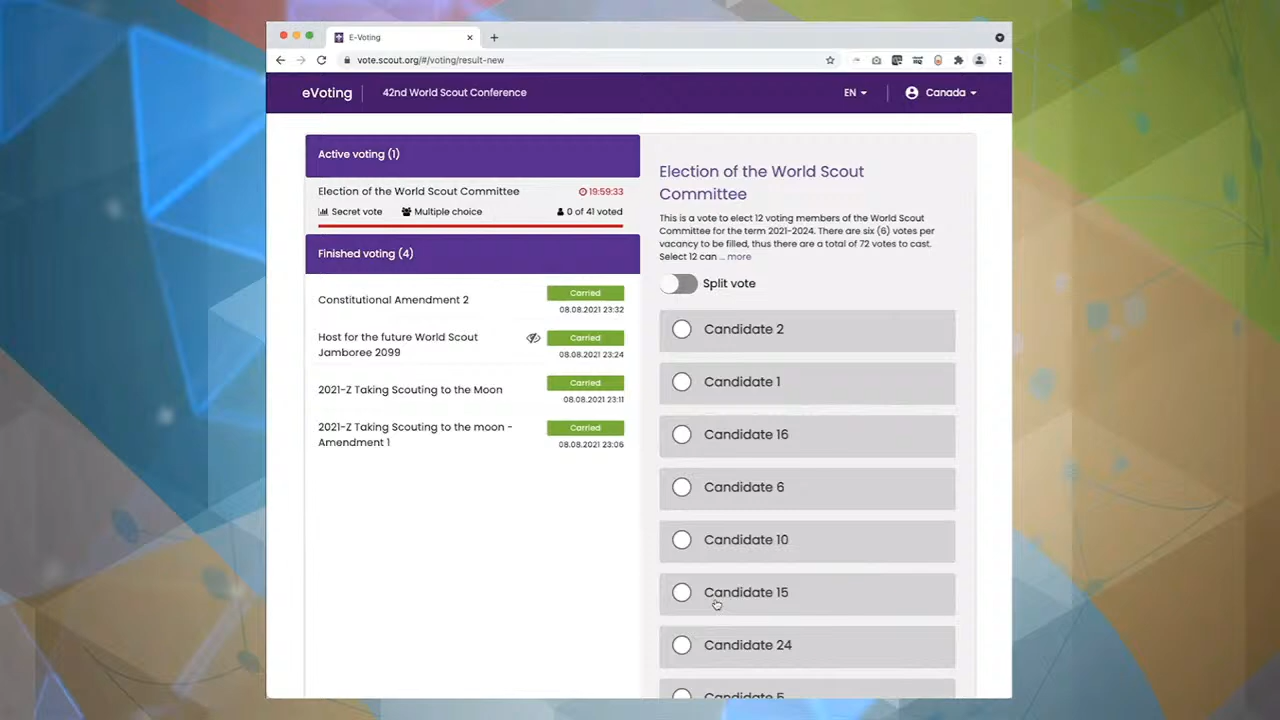 E-Voting
vote.scout.org/#/voting/result-new
eVoting
42nd World Scout Conference
EN
Canada
Active voting (1)
Election of the World Scout Committee
19:59:33
Secret vote
Multiple choice
0 of 41 voted
Finished voting (4)
Constitutional Amendment 2
Carried
08.08.2021 23:32
Host for the future World Scout
Jamboree 2099
Carried
08.08.2021 23:24
2021-Z Taking Scouting to the Moon
Carried
08.08.2021 23:11
2021-Z Taking Scouting to the moon -
Amendment 1
Carried
08.08.2021 23:06
Election of the World Scout
Committee
This is a vote to elect 12 voting members of the World Scout
Committee for the term 2021-2024. There are six (6) votes per
vacancy to be filled, thus there are a total of 72 votes to cast.
Select 12 can ... more
Split vote
Candidate 2
Candidate 1
Candidate 16
Candidate 6
Candidate 10
Candidate 15
Candidate 24
Candidate 5